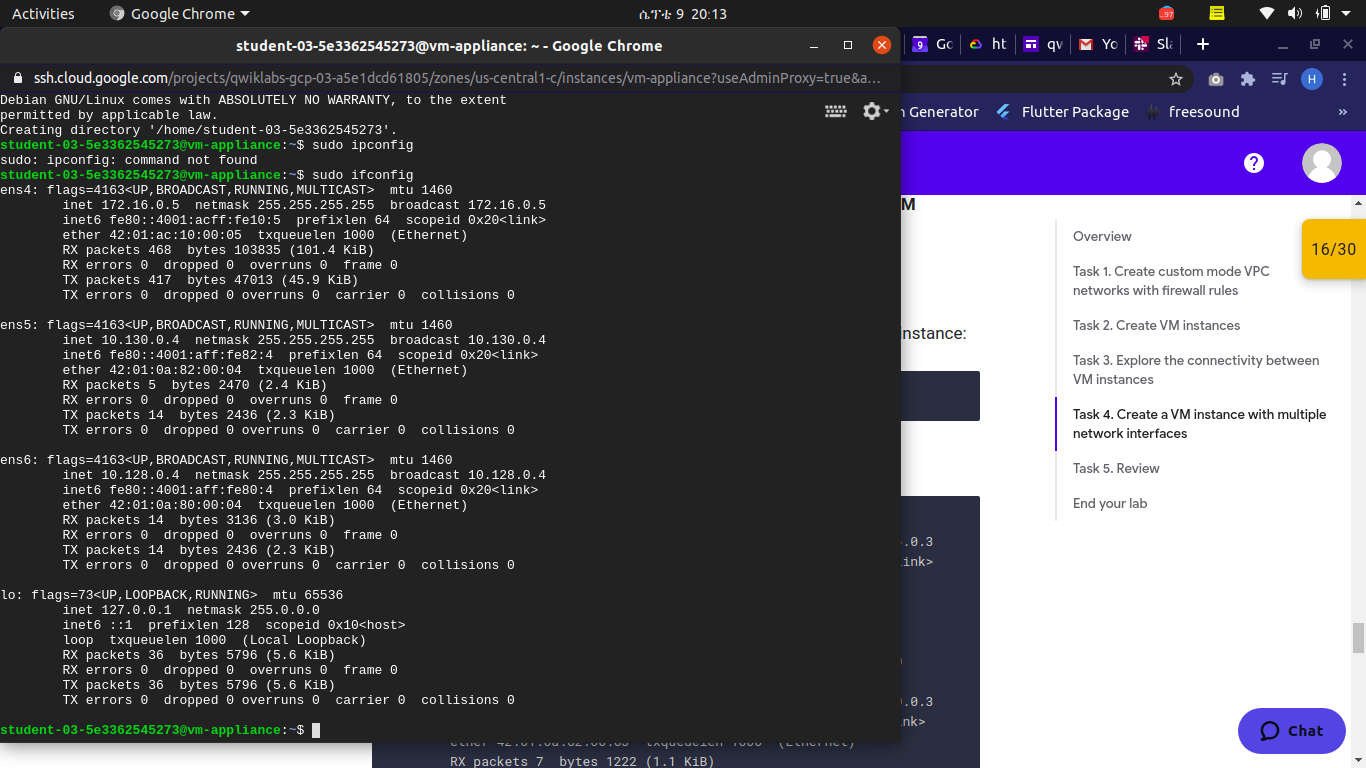 Activities
Google Chrome
ሴፕቴ 9  20:13
.97
student-03-5e3362545273@vm-appliance: ~ - Google Chrome
ssh.cloud.google.com/projects/qwiklabs-gcp-03-a5e1dcd61805/zones/us-central1-c/instances/vm-appliance?useAdminProxy=true&a...
9
ht
Yo
H
n Generator
Flutter Package
freesound
»
Debian GNU/Linux comes with ABSOLUTELY NO WARRANTY, to the extent
permitted by applicable law.
Creating directory '/home/student-03-5e3362545273'.
student-03-5e3362545273@vm-appliance:~$ sudo ipconfig
sudo: ipconfig: command not found
student-03-5e3362545273@vm-appliance:~$ sudo ifconfig
ens4: flags=4163<UP,BROADCAST,RUNNING,MULTICAST>  mtu 1460
        inet 172.16.0.5  netmask 255.255.255.255  broadcast 172.16.0.5
        inet6 fe80::4001:acff:fe10:5  prefixlen 64  scopeid 0x20<link>
        ether 42:01:ac:10:00:05  txqueuelen 1000  (Ethernet)
        RX packets 468  bytes 103835 (101.4 KiB)
        RX errors 0  dropped 0  overruns 0  frame 0
        TX packets 417  bytes 47013 (45.9 KiB)
        TX errors 0  dropped 0 overruns 0  carrier 0  collisions 0
ens5: flags=4163<UP,BROADCAST,RUNNING,MULTICAST>  mtu 1460
        inet 10.130.0.4  netmask 255.255.255.255  broadcast 10.130.0.4
        inet6 fe80::4001:aff:fe82:4  prefixlen 64  scopeid 0x20<link>
        ether 42:01:0a:82:00:04  txqueuelen 1000  (Ethernet)
        RX packets 5  bytes 2470 (2.4 KiB)
        RX errors 0  dropped 0  overruns 0  frame 0
        TX packets 14  bytes 2436 (2.3 KiB)
        TX errors 0  dropped 0 overruns 0  carrier 0  collisions 0
ens6: flags=4163<UP,BROADCAST,RUNNING,MULTICAST>  mtu 1460
        inet 10.128.0.4  netmask 255.255.255.255  broadcast 10.128.0.4
        inet6 fe80::4001:aff:fe80:4  prefixlen 64  scopeid 0x20<link>
        ether 42:01:0a:80:00:04  txqueuelen 1000  (Ethernet)
        RX packets 14  bytes 3136 (3.0 KiB)
        RX errors 0  dropped 0  overruns 0  frame 0
        TX packets 14  bytes 2436 (2.3 KiB)
        TX errors 0  dropped 0 overruns 0  carrier 0  collisions 0
lo: flags=73<UP,LOOPBACK,RUNNING>  mtu 65536
        inet 127.0.0.1  netmask 255.0.0.0
        inet6 ::1  prefixlen 128  scopeid 0x10<host>
        loop  txqueuelen 1000  (Local Loopback)
        RX packets 36  bytes 5796 (5.6 KiB)
        RX errors 0  dropped 0  overruns 0  frame 0
        TX packets 36  bytes 5796 (5.6 KiB)
        TX errors 0  dropped 0 overruns 0  carrier 0  collisions 0
student-03-5e3362545273@vm-appliance:~$
M
nstance:
.0.3
ink>
.0.3
nk>
RX packets 7  bytes 1222 (1.1 KiB)
Overview
Task 1. Create custom mode VPC
networks with firewall rules
Task 2. Create VM instances
Task 3. Explore the connectivity between
VM instances
Task 4. Create a VM instance with multiple
network interfaces
Task 5. Review
End your lab
16/30
Chat